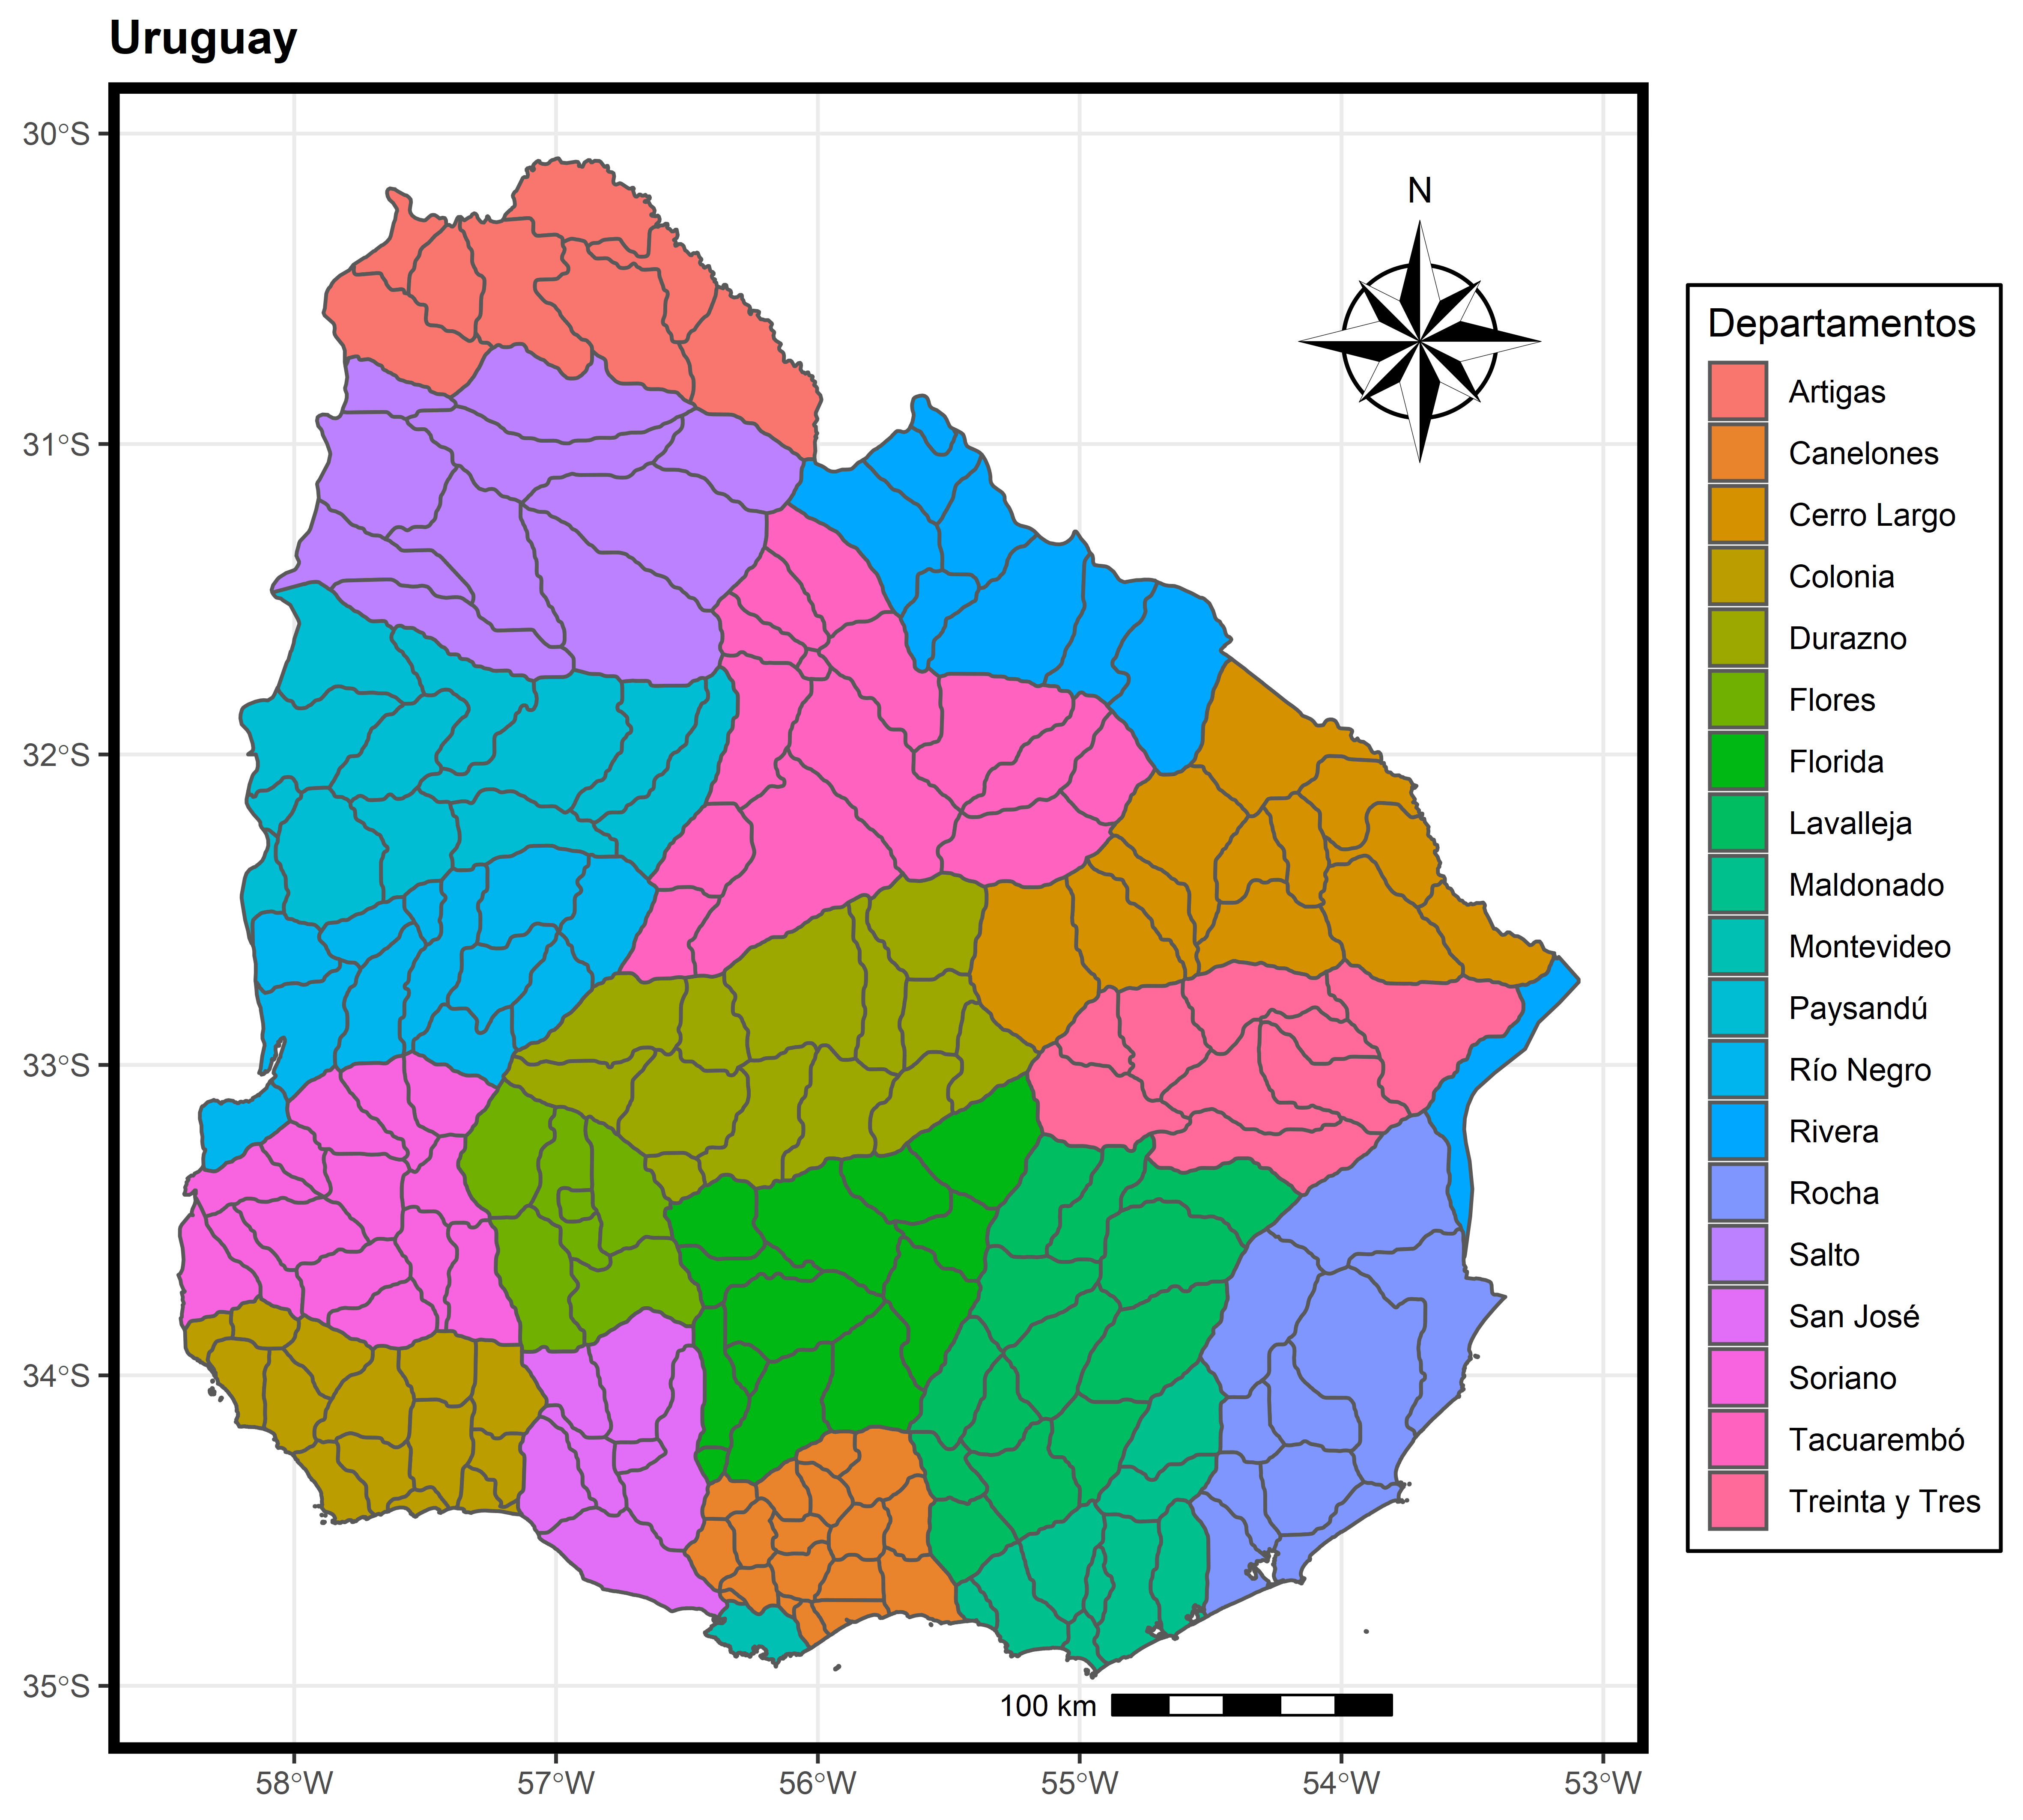 Uruguay
30°S
31°S
32°S
33°S
34°S
35°S
N
100 km
58°W
57°W
56°W
55°W
54°W
53°W
Departamentos
Artigas
Canelones
Cerro Largo
Colonia
Durazno
Flores
Florida
Lavalleja
Maldonado
Montevideo
Paysandú
Río Negro
Rivera
Rocha
Salto
San José
Soriano
Tacuarembó
Treinta y Tres